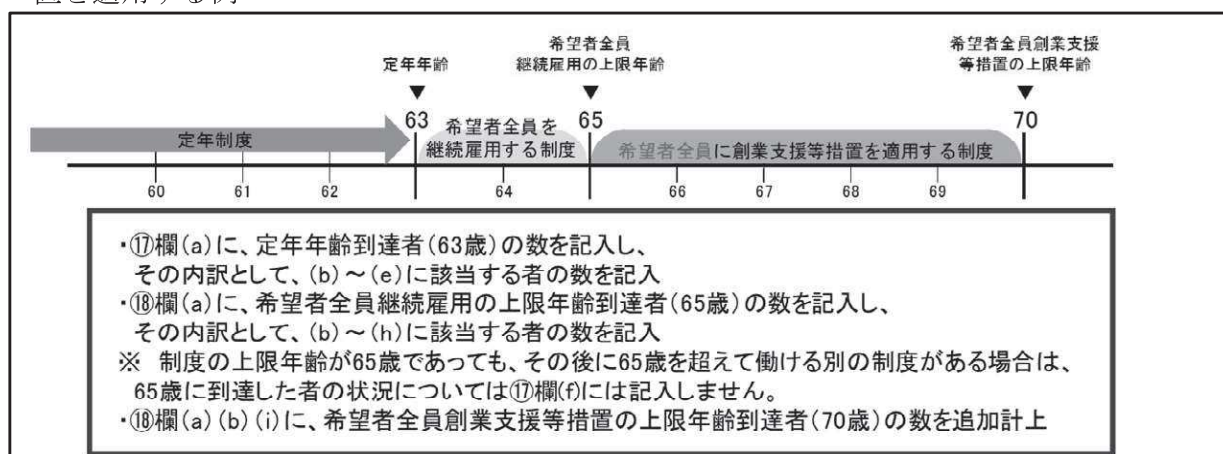 希望者全員
希望者全員創業支援
定年年齢
継続雇用の上限年齢
等措置の上限年齢
▼
▼
▼
63
希望者全員を
65
70
定年制度
継続雇用する制度
希望者全員に創業支援等措置を適用する制度
60
61
62
64
66
67
68
69
・⑰欄(a)に、定年年齢到達者(63歳)の数を記入し、
その内訳として、(b)~(e)に該当する者の数を記入
・⑱欄(a)に、希望者全員継続雇用の上限年齢到達者(65歳)の数を記入し、
その内訳として、(b)~(h)に該当する者の数を記入
※ 制度の上限年齢が65歳であっても、その後に65歳を超えて働ける別の制度がある場合は、
65歳に到達した者の状況については⑰欄(f)には記入しません。
・⑱欄(a)(b)(i)に、希望者全員創業支援等措置の上限年齢到達者(70歳)の数を追加計上